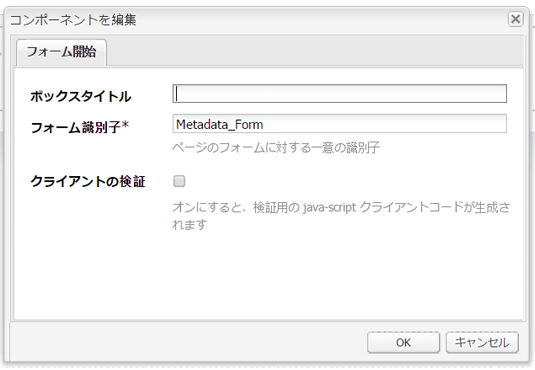 コンポーネントを編集
フォーム開始
ボックスタイトル
フォーム識別子*
Metadata_Form
ページのフォームに対する一意の識別子
クライアントの検証
オンにすると、検証用の java-script クライアントコードが生成さ
れます
OK
キャンセル